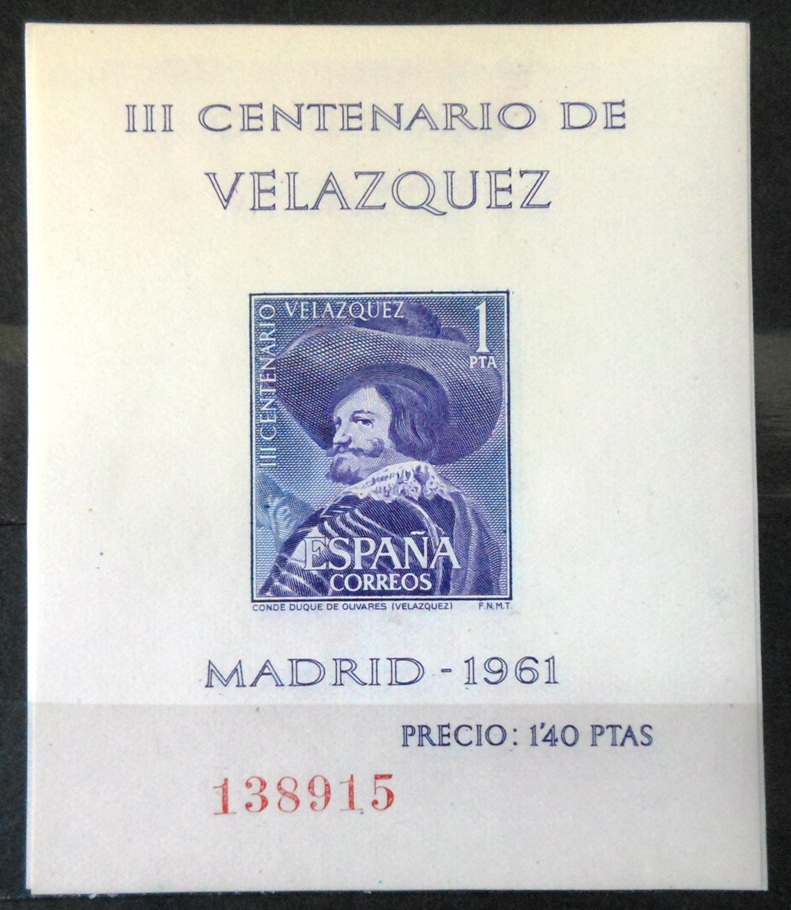 III CENTENARIO DE
VELAZQUEZ
III CENTENARIO VELAZQUEZ
1
PTA
ESPAÑA
CORREOS
CONDE DUQUE DE OLIVARES (VELAZQUEZ) F.N.M.T.
MADRID - 1961
PRECIO: 1'40 PTAS
138915